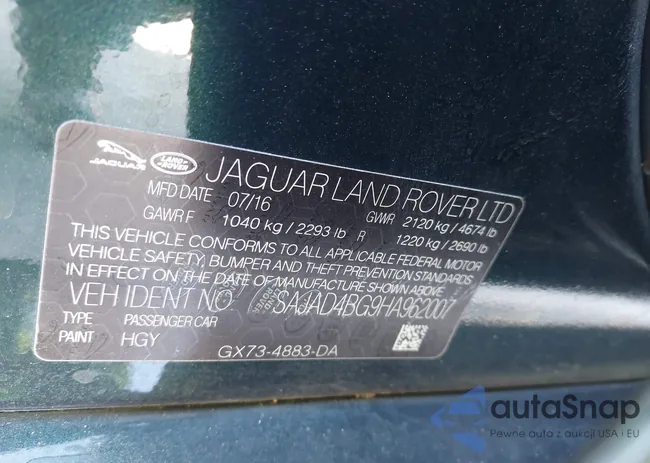 JAGUAR LAND-ROVER JAGUAR LAND ROVER LTD
MFD DATE 07/16 GVWR 2120 kg / 4674 lb
GAWR F 1040 kg / 2293 lb R 1220 kg / 2690 lb
THIS VEHICLE CONFORMS TO ALL APPLICABLE FEDERAL MOTOR
VEHICLE SAFETY, BUMPER AND THEFT PREVENTION STANDARDS
IN EFFECT ON THE DATE OF MANUFACTURE SHOWN ABOVE
VEH IDENT NO SAJAD4BG9HA962007
TYPE PASSENGER CAR
PAINT HGY
GX73-4883-DA
autaSnap
Pewne auta z aukcji USA i EU